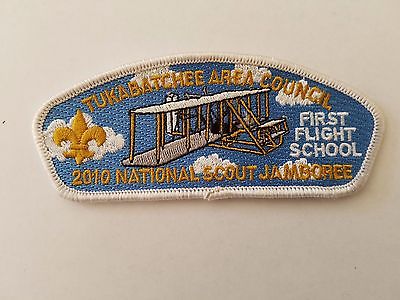 TUKABATCHEE AREA COUNCIL
FIRST
FLIGHT
SCHOOL
2010 NATIONAL SCOUT JAMBOREE